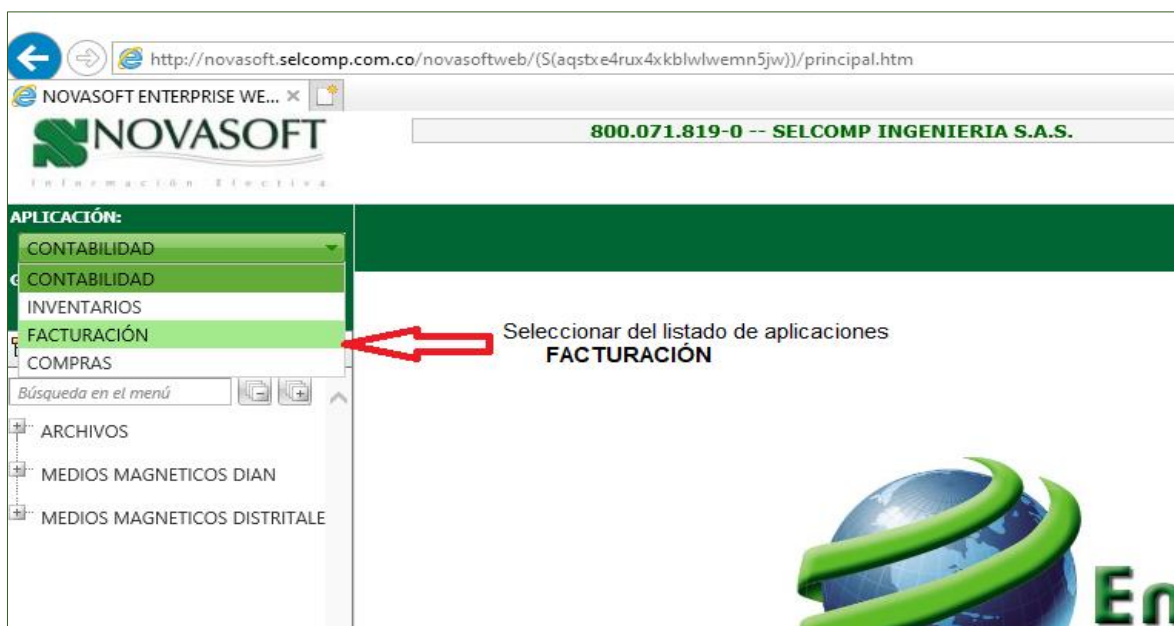 http://novasoft.selcomp.com.co/novasoftweb/(S(aqstxe4rux4xkblwlwemn5jw))/principal.htm
NOVASOFT ENTERPRISE WE...
NOVASOFT
Información Efectiva
800.071.819-0 -- SELCOMP INGENIERIA S.A.S.
APLICACIÓN:
CONTABILIDAD
CONTABILIDAD
INVENTARIOS
FACTURACIÓN
COMPRAS
Seleccionar del listado de aplicaciones
FACTURACIÓN
Búsqueda en el menú
ARCHIVOS
MEDIOS MAGNETICOS DIAN
MEDIOS MAGNETICOS DISTRITALE
En